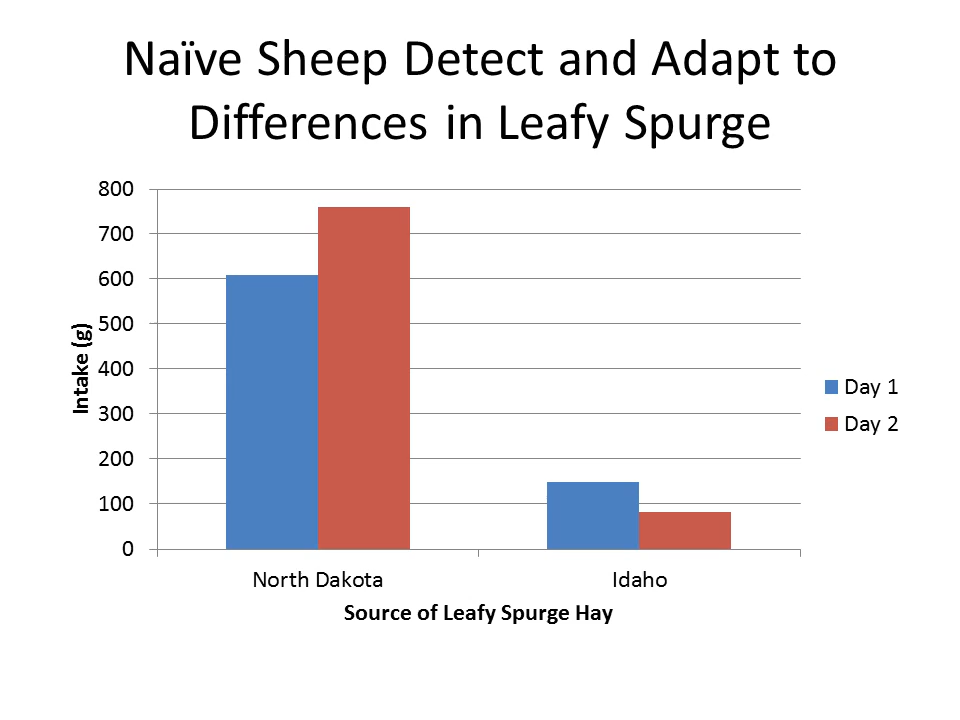 Naïve Sheep Detect and Adapt to
Differences in Leafy Spurge
800
700
600
500
400
300
200
100
0
Intake (g)
North Dakota
Idaho
Source of Leafy Spurge Hay
Day 1
Day 2